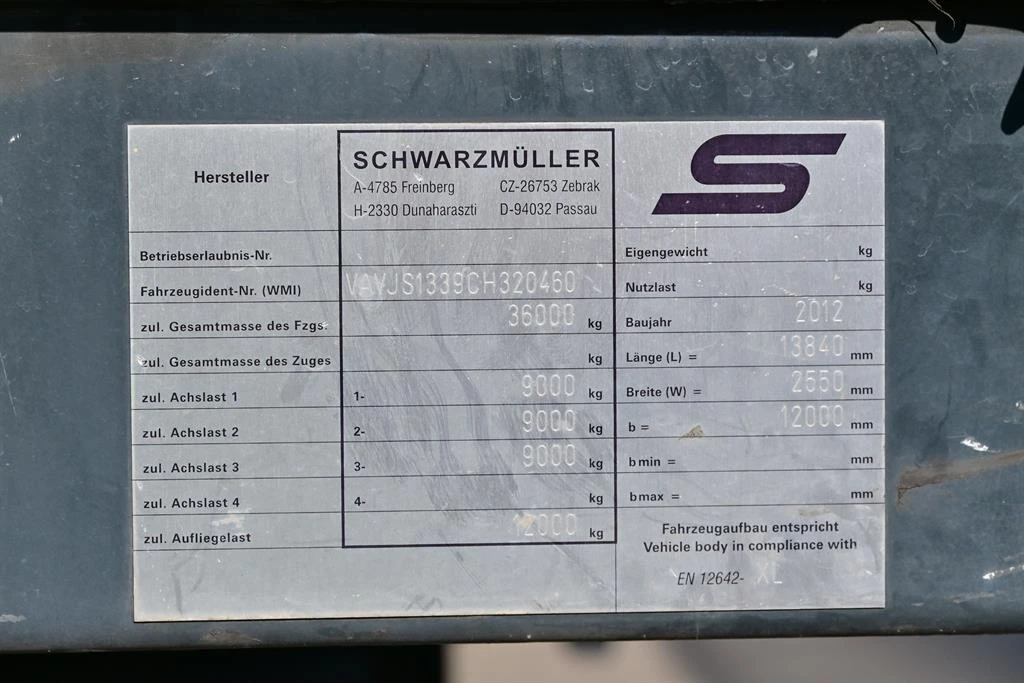 Hersteller
SCHWARZMÜLLER
A-4785 Freinberg CZ-26753 Zebrak
H-2330 Dunaharaszti D-94032 Passau
Betriebserlaubnis-Nr.
Fahrzeugident-Nr. (WMI) VAVJS1339CH320460
zul. Gesamtmasse des Fzgs. 36000 kg
zul. Gesamtmasse des Zuges kg
zul. Achslast 1 1- 9000 kg
zul. Achslast 2 2- 9000 kg
zul. Achslast 3 3- 9000 kg
zul. Achslast 4 4- kg
zul. Aufliegelast 12000 kg
Eigengewicht kg
Nutzlast kg
Baujahr 2012
Länge (L) = 13840 mm
Breite (W) = 2550 mm
b = 12000 mm
b min = mm
b max = mm
Fahrzeugaufbau entspricht
Vehicle body in compliance with
EN 12642- XL